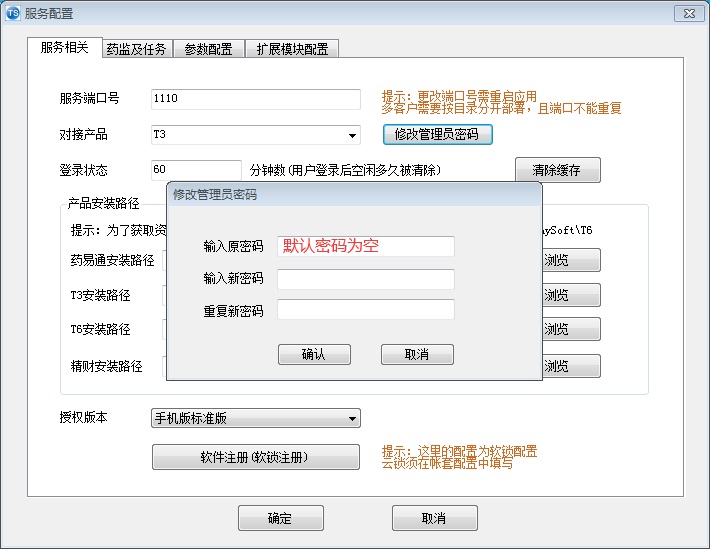 TS 服务配置
服务相关 药监及任务 参数配置 扩展模块配置
服务端口号 1110 提示：更改端口号需重启应用
多客户需要按目录分开部署，且端口不能重复
对接产品 T3 修改管理员密码
登录状态 60 分钟数(用户登录后空闲多久被清除) 清除缓存
产品安装路径
提示：为了获取资 aySoft\T6
药易通安装路径 浏览
T3安装路径 浏览
T6安装路径 浏览
精财安装路径 浏览
修改管理员密码
输入原密码 默认密码为空
输入新密码
重复新密码
确认 取消
授权版本 手机版标准版
软件注册(软锁注册) 提示：这里的配置为软锁配置
云锁须在帐套配置中填写
确定 取消